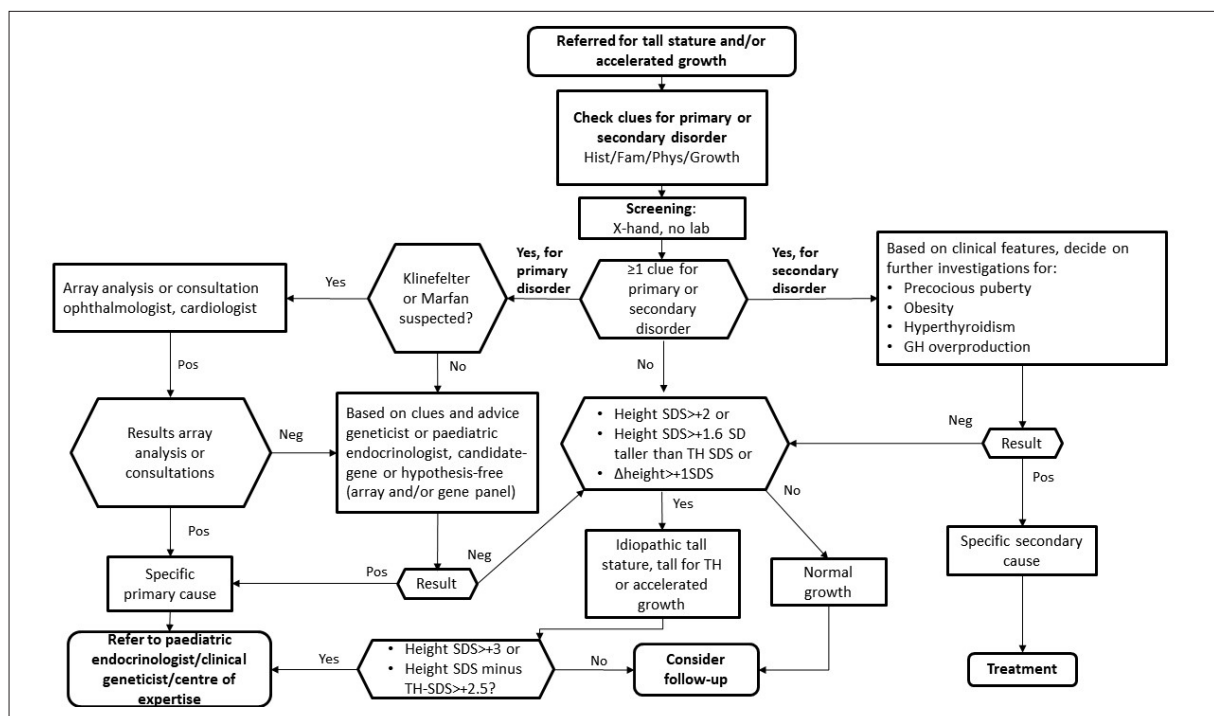 Referred for tall stature and/or
accelerated growth
Check clues for primary or
secondary disorder
Hist/Fam/Phys/Growth
Screening:
X-hand, no lab
≥1 clue for
primary or
secondary
disorder
Yes, for
primary
disorder
Yes, for
secondary
disorder
Klinefelter
or Marfan
suspected?
Yes
Array analysis or consultation
ophthalmologist, cardiologist
Based on clinical features, decide on
further investigations for:
• Precocious puberty
• Obesity
• Hyperthyroidism
• GH overproduction
Pos
No
No
Neg
Results array
analysis or
consultations
Neg
Based on clues and advice
geneticist or paediatric
endocrinologist, candidate-
gene or hypothesis-free
(array and/or gene panel)
• Height SDS>+2 or
• Height SDS>+1.6 SD
taller than TH SDS or
• Δheight>+1SDS
Result
Pos
Pos
Neg
Yes
No
Specific
primary cause
Pos
Result
Idiopathic tall
stature, tall for TH
or accelerated
growth
Normal
growth
Specific secondary
cause
Refer to paediatric
endocrinologist/clinical
geneticist/centre of
expertise
Yes
• Height SDS>+3 or
• Height SDS minus
TH-SDS>+2.5?
No
Consider
follow-up
Treatment